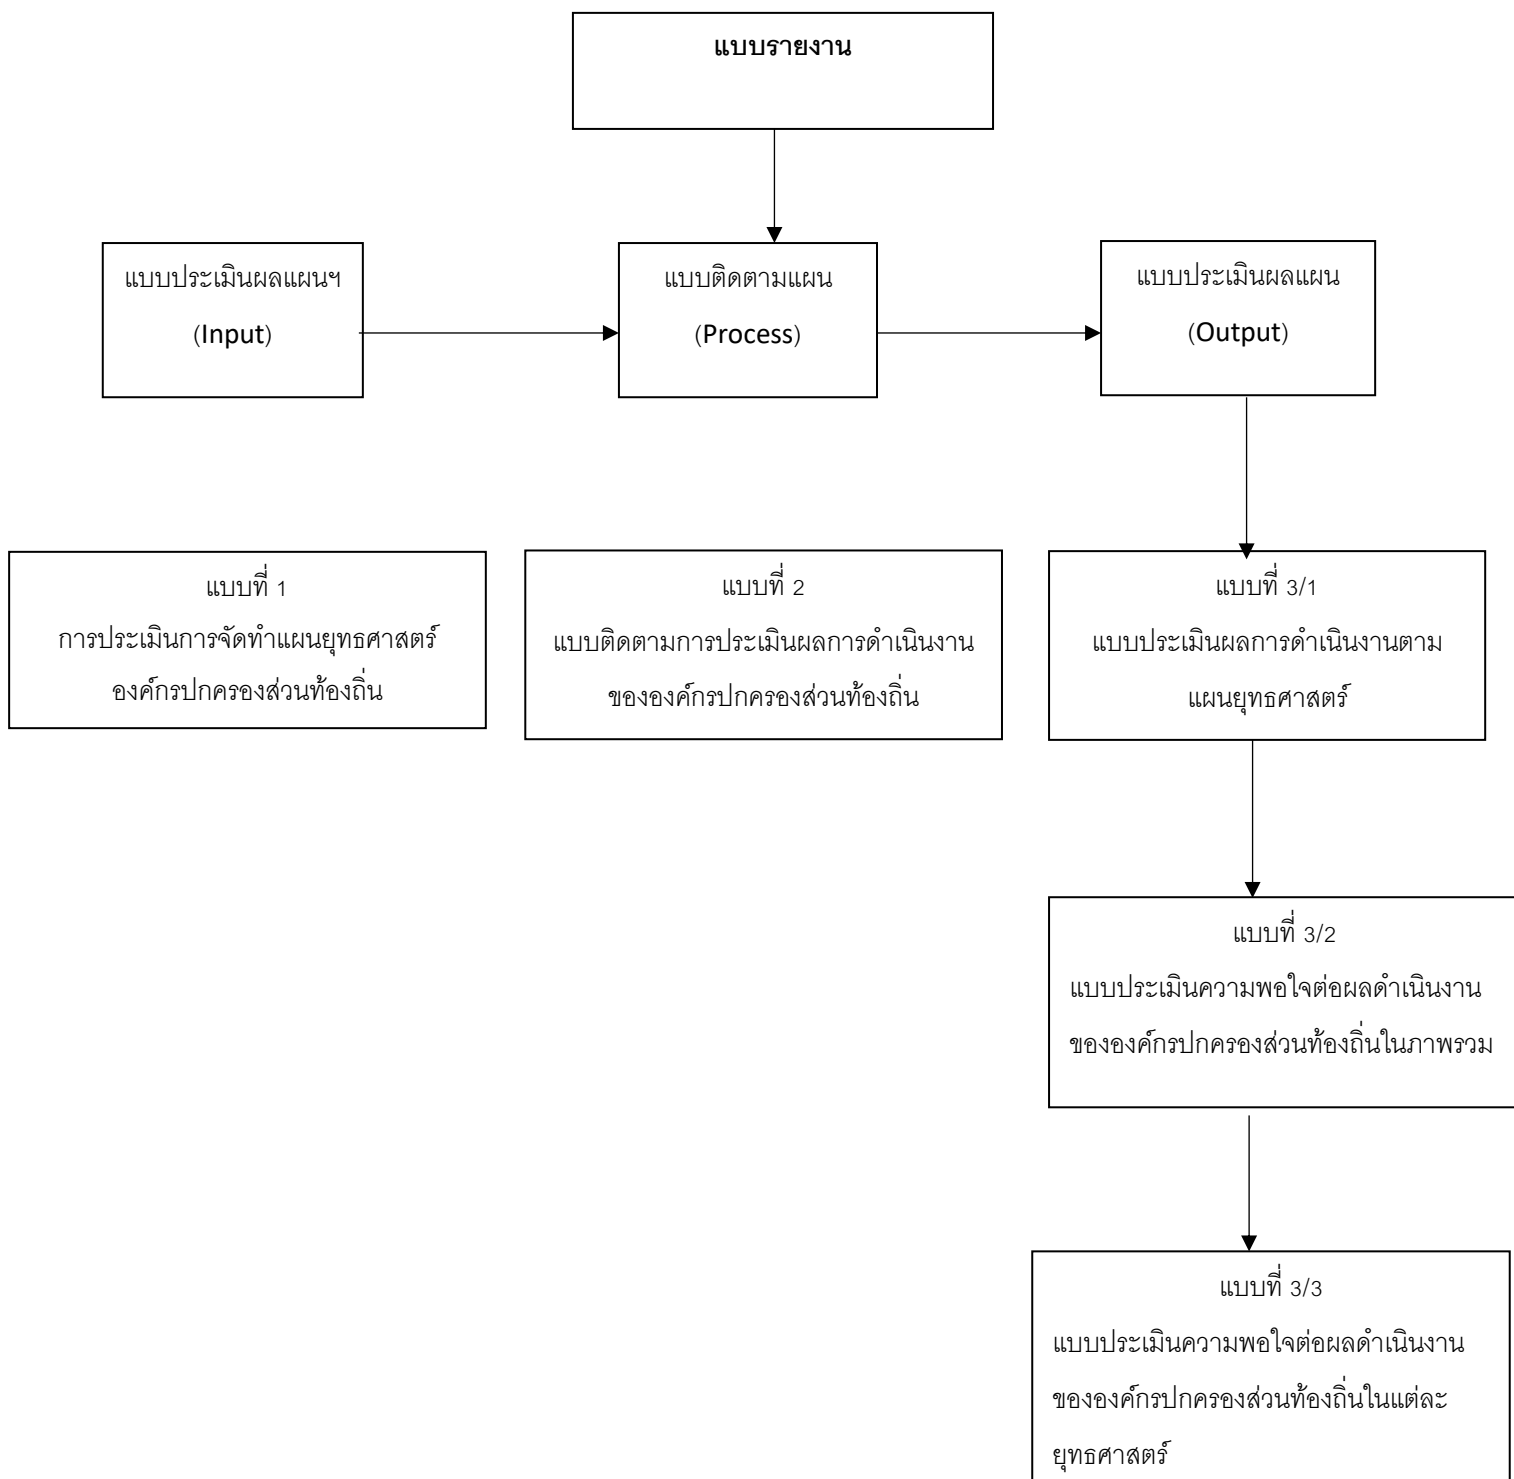 แบบรายงาน
แบบประเมินผลแผนฯ
(Input)
แบบติดตามแผน
(Process)
แบบประเมินผลแผน
(Output)
แบบที่ 1
การประเมินการจัดทำแผนยุทธศาสตร์
องค์กรปกครองส่วนท้องถิ่น
แบบที่ 2
แบบติดตามการประเมินผลการดำเนินงาน
ขององค์กรปกครองส่วนท้องถิ่น
แบบที่ 3/1
แบบประเมินผลการดำเนินงานตาม
แผนยุทธศาสตร์
แบบที่ 3/2
แบบประเมินความพอใจต่อผลดำเนินงาน
ขององค์กรปกครองส่วนท้องถิ่นในภาพรวม
แบบที่ 3/3
แบบประเมินความพอใจต่อผลดำเนินงาน
ขององค์กรปกครองส่วนท้องถิ่นในแต่ละ
ยุทธศาสตร์